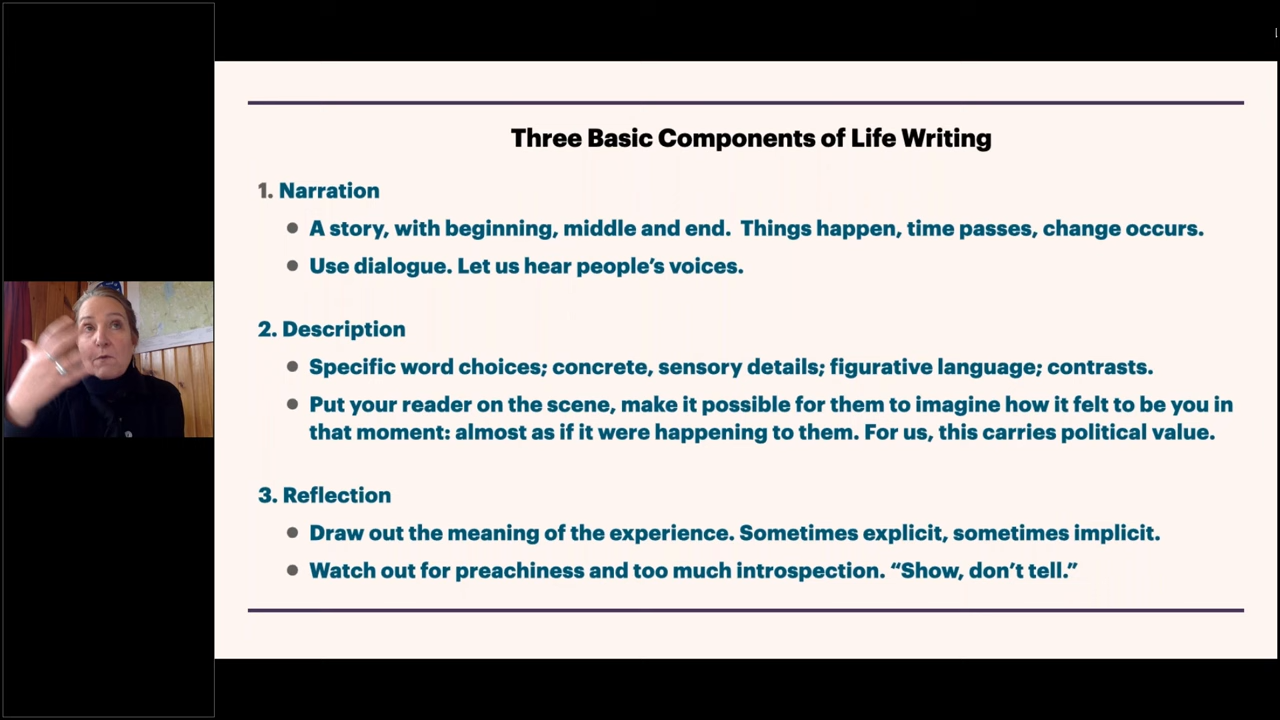 Three Basic Components of Life Writing
1. Narration
● A story, with beginning, middle and end.  Things happen, time passes, change occurs.
● Use dialogue. Let us hear people’s voices.
2. Description
● Specific word choices; concrete, sensory details; figurative language; contrasts.
● Put your reader on the scene, make it possible for them to imagine how it felt to be you in
that moment: almost as if it were happening to them. For us, this carries political value.
3. Reflection
● Draw out the meaning of the experience. Sometimes explicit, sometimes implicit.
● Watch out for preachiness and too much introspection. “Show, don’t tell.”